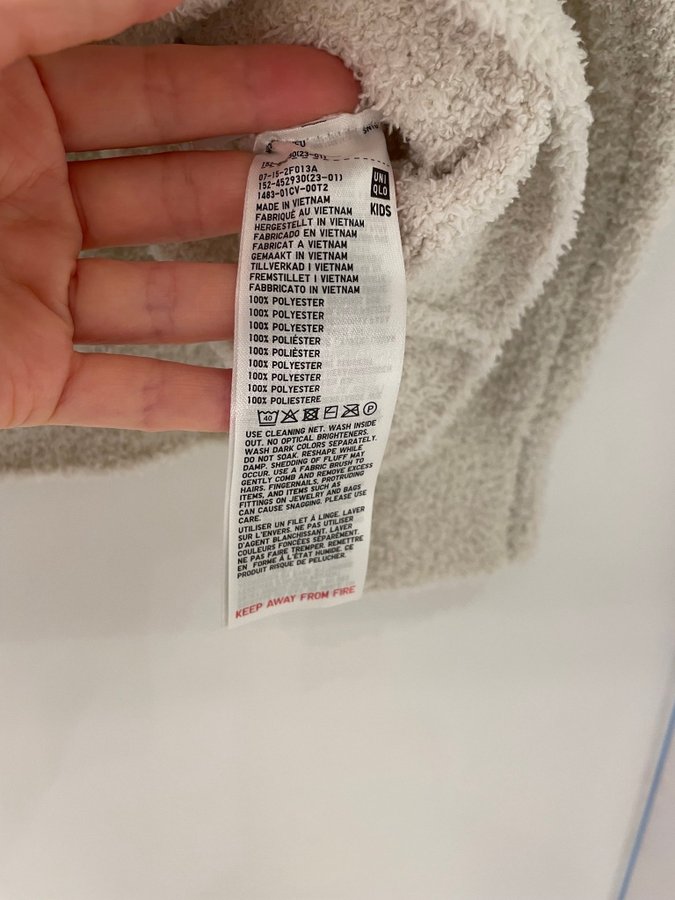 152-452930(23-01)
07-15-2F013A
152-452930(23-01)
1483-01CV-00T2
UNI
QLO
KIDS
MADE IN VIETNAM
FABRIQUÉ AU VIETNAM
HERGESTELLT IN VIETNAM
FABRICADO EN VIETNAM
FABRICAT A VIETNAM
GEMAAKT IN VIETNAM
TILLVERKAD I VIETNAM
FREMSTILLET I VIETNAM
FABBRICATO IN VIETNAM
100% POLYESTER
100% POLYESTER
100% POLYESTER
100% POLIÉSTER
100% POLIÈSTER
100% POLYESTER
100% POLYESTER
100% POLYESTER
100% POLIESTERE
40
P
USE CLEANING NET. WASH INSIDE
OUT. NO OPTICAL BRIGHTENERS.
WASH DARK COLORS SEPARATELY.
DO NOT SOAK. RESHAPE WHILE
DAMP. SHEDDING OF FLUFF MAY
OCCUR. USE A FABRIC BRUSH TO
GENTLY COMB AND REMOVE EXCESS
HAIRS. FINGERNAILS, PROTRUDING
ITEMS, AND ITEMS SUCH AS
FITTINGS ON JEWELRY AND BAGS
CAN CAUSE SNAGGING. PLEASE USE
CARE.
UTILISER UN FILET À LINGE. LAVER
SUR L'ENVERS. NE PAS UTILISER
D'AGENT BLANCHISSANT. LAVER
COULEURS FONCÉES SÉPARÉMENT.
NE PAS FAIRE TREMPER. REMETTRE
EN FORME À L'ÉTAT HUMIDE. CE
PRODUIT RISQUE DE PELUCHER.
KEEP AWAY FROM FIRE